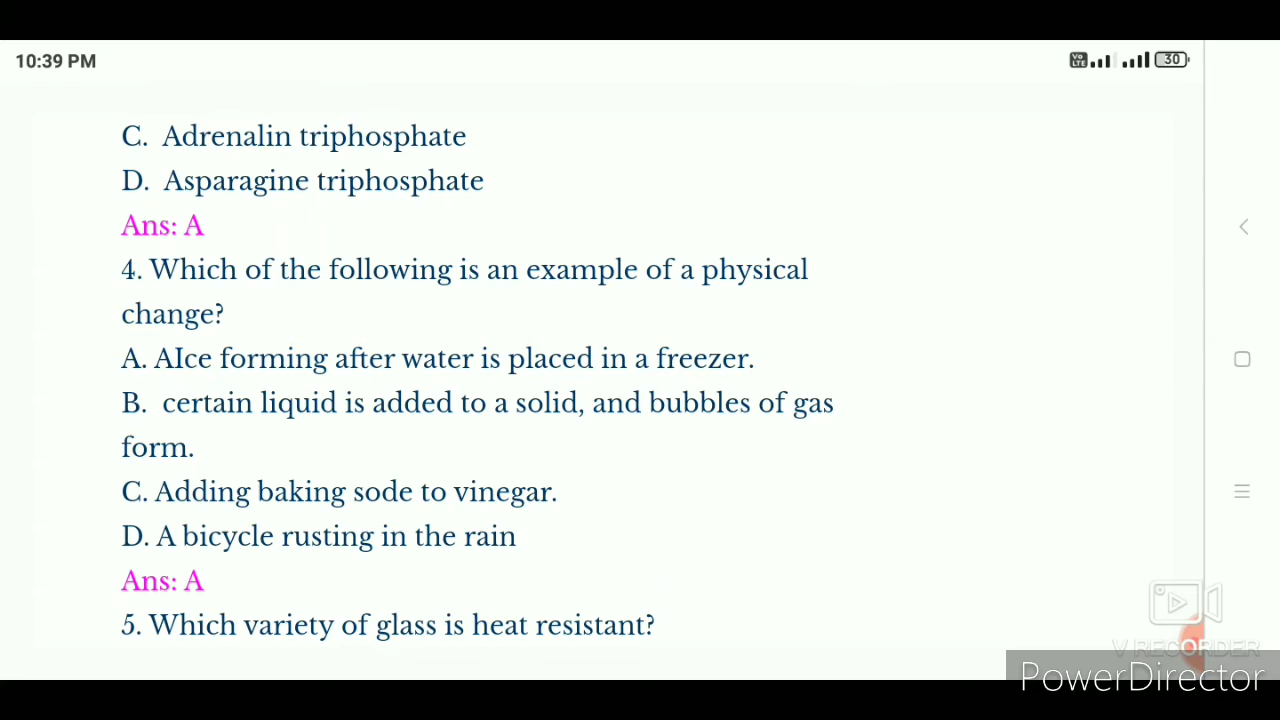 10:39 PM
Vo LTE
30
C. Adrenalin triphosphate
D. Asparagine triphosphate
Ans: A
4. Which of the following is an example of a physical
change?
A. AIce forming after water is placed in a freezer.
B. certain liquid is added to a solid, and bubbles of gas
form.
C. Adding baking sode to vinegar.
D. A bicycle rusting in the rain
Ans: A
5. Which variety of glass is heat resistant?
V RECORDER
PowerDirector